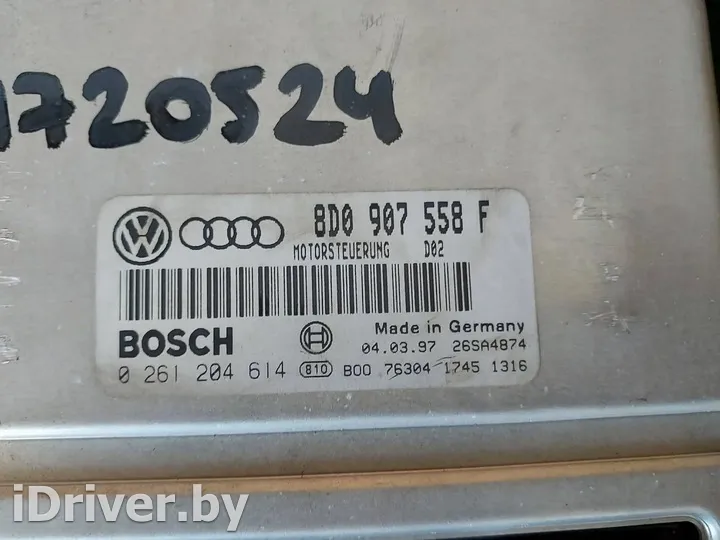 1720524
8D0 907 558 F
MOTORSTEUERUNG D02
BOSCH
Made in Germany
04.03.97 26SA4874
0 261 204 614 810 B00 76304 1745 1316
iDriver.by